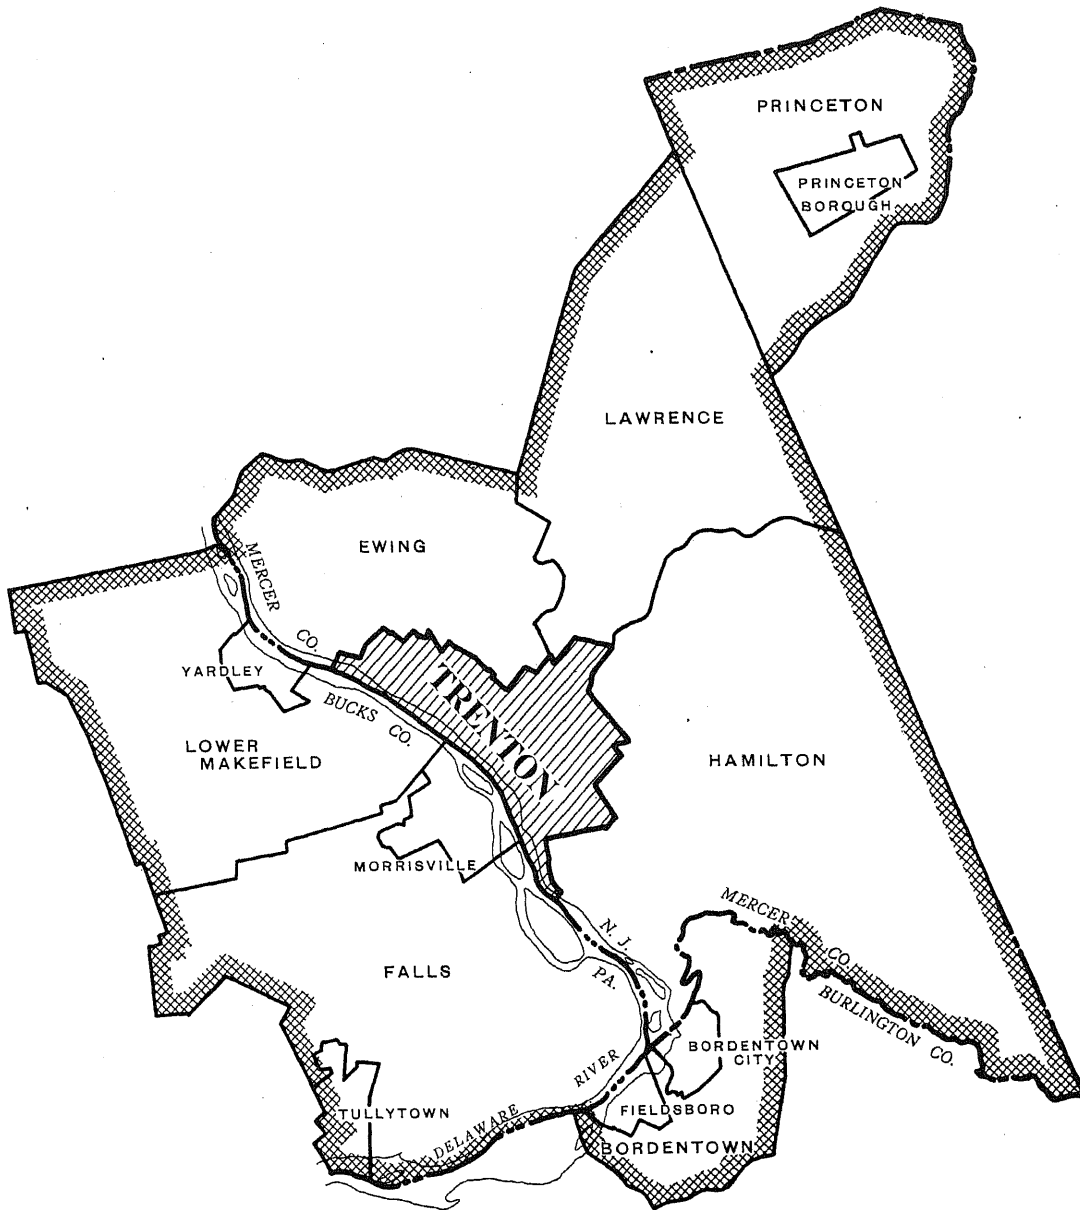 PRINCETON
PRINCETON
BOROUGH
LAWRENCE
EWING
MERCER
CO.
YARDLEY
BUCKS CO.
TRENTON
LOWER
MAKEFIELD
HAMILTON
MORRISVILLE
MERCER
CO.
N. J.
PA.
FALLS
BURLINGTON CO.
BORDENTOWN
CITY
RIVER
DELAWARE
TULLYTOWN
FIELDSBORO
BORDENTOWN